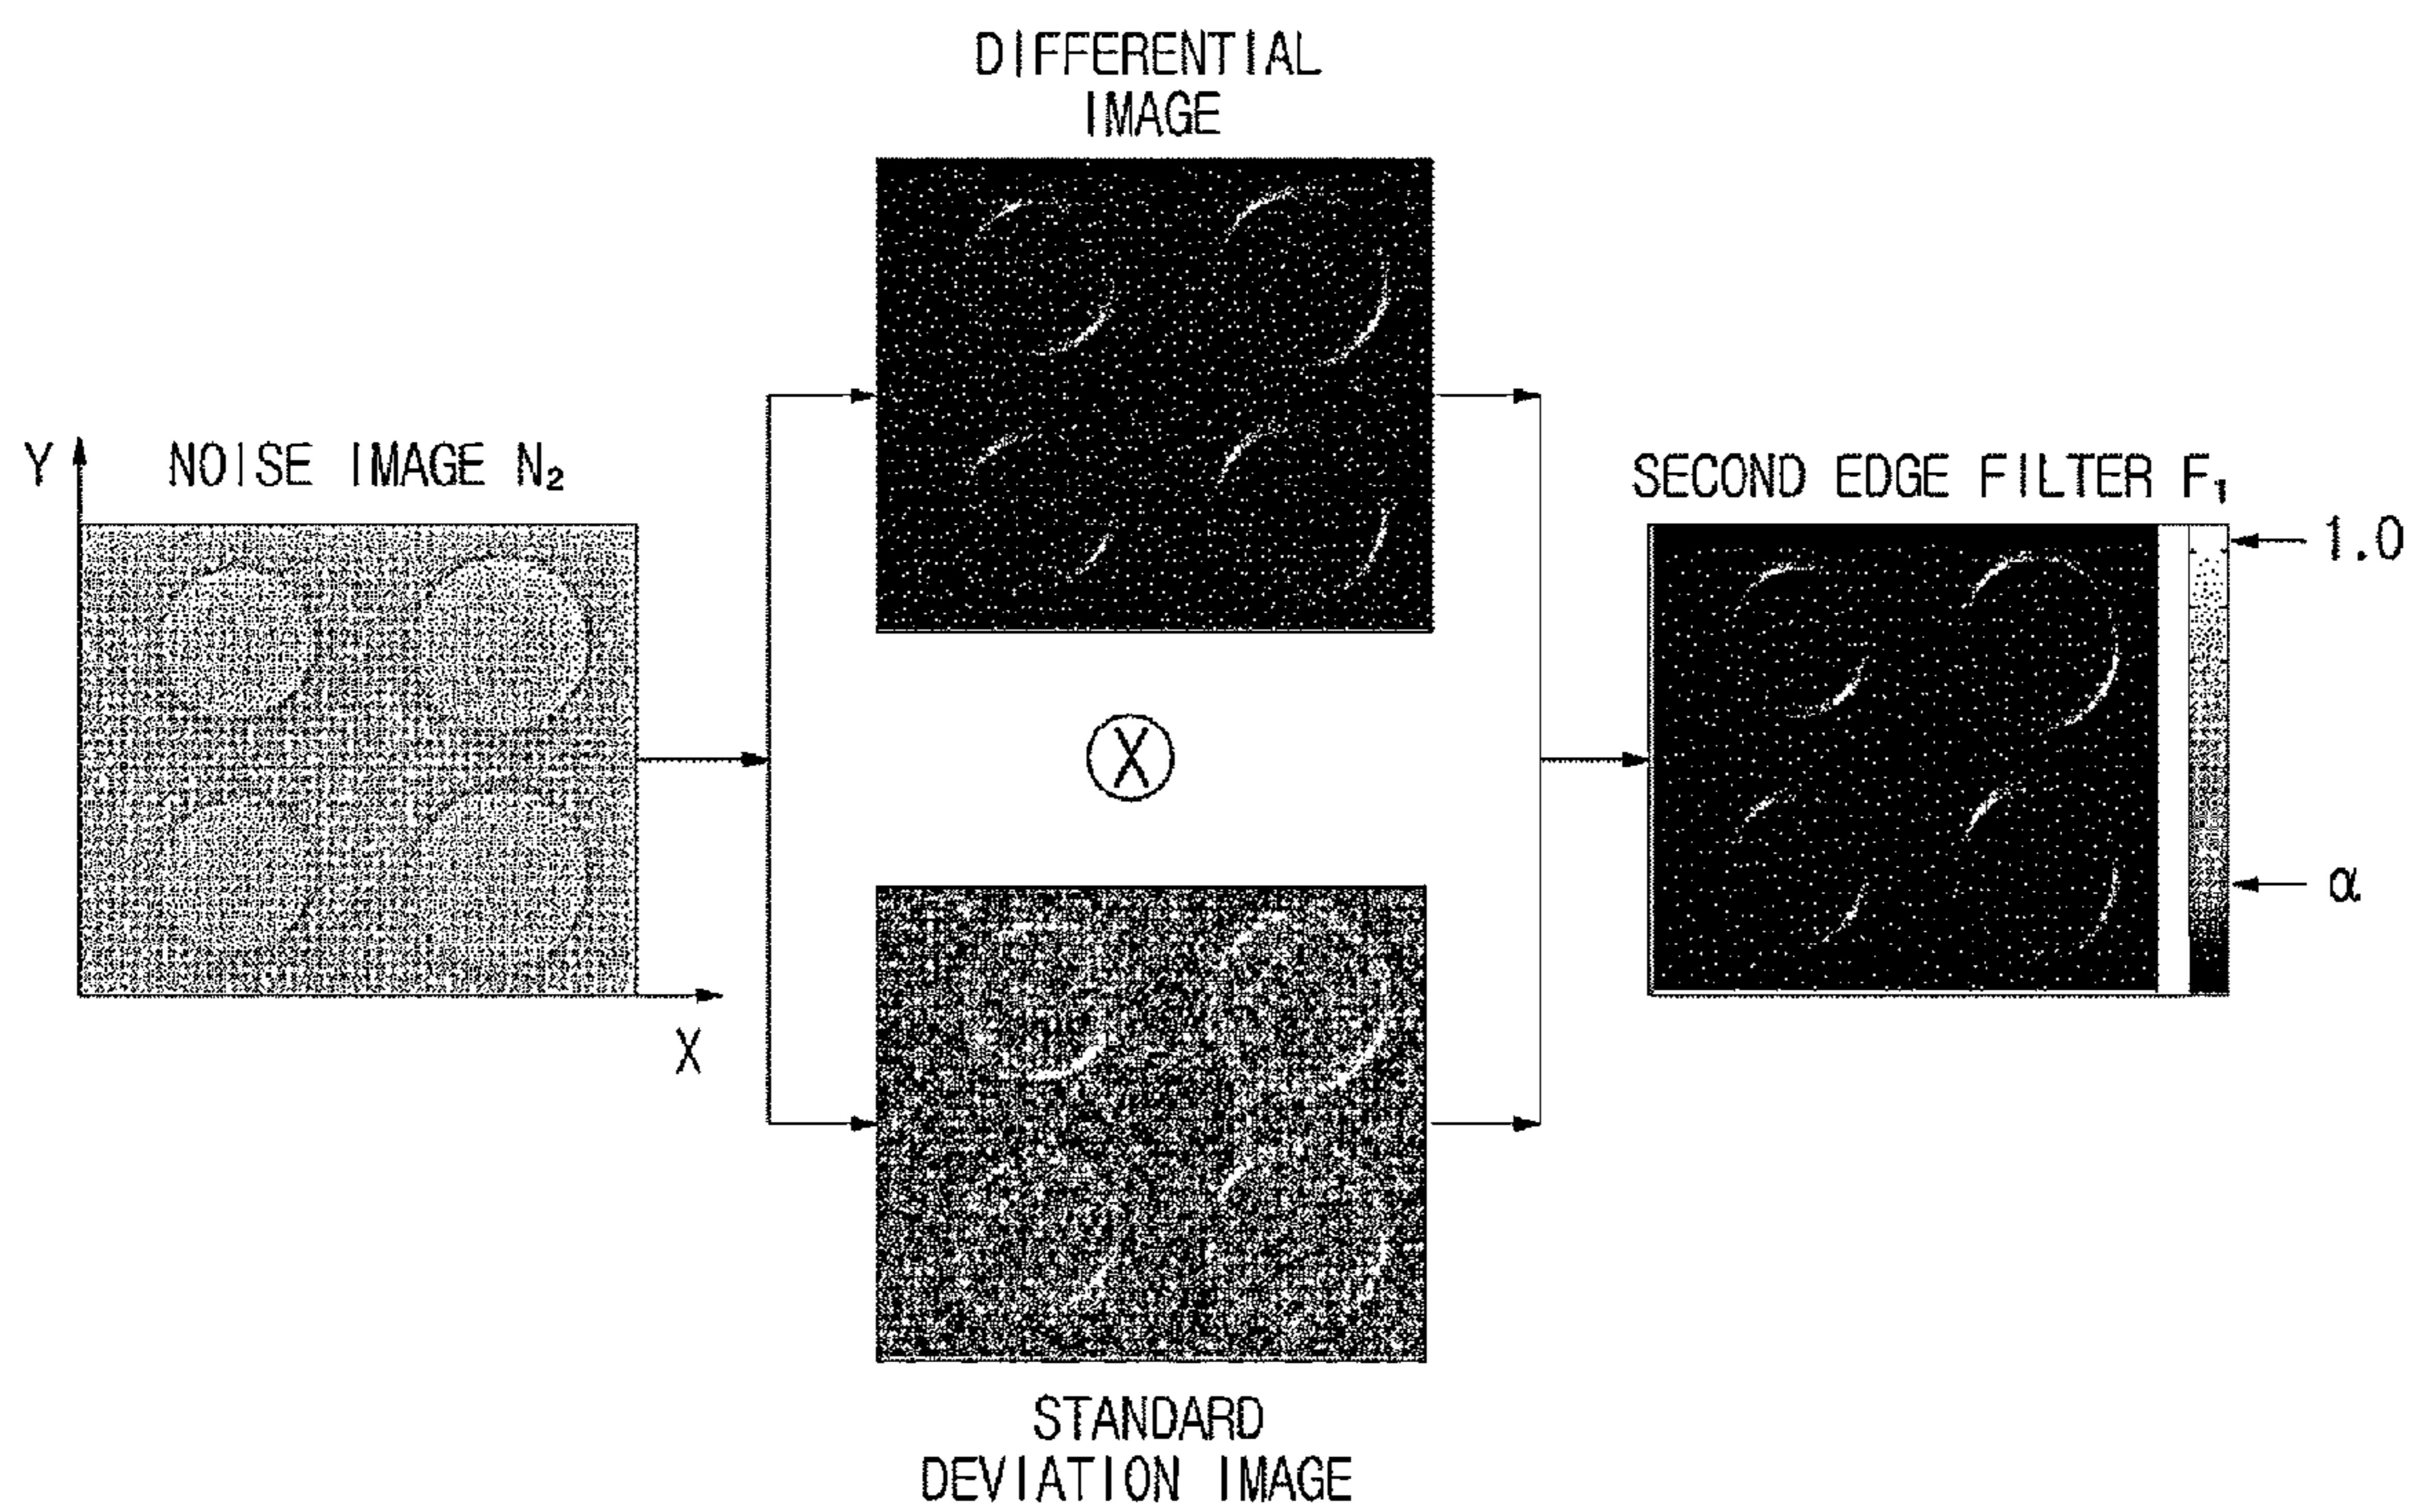 DIFFERENTIAL
IMAGE
Y
NOISE IMAGE N₂
X
X
STANDARD
DEVIATION IMAGE
SECOND EDGE FILTER F₁
1.0
α